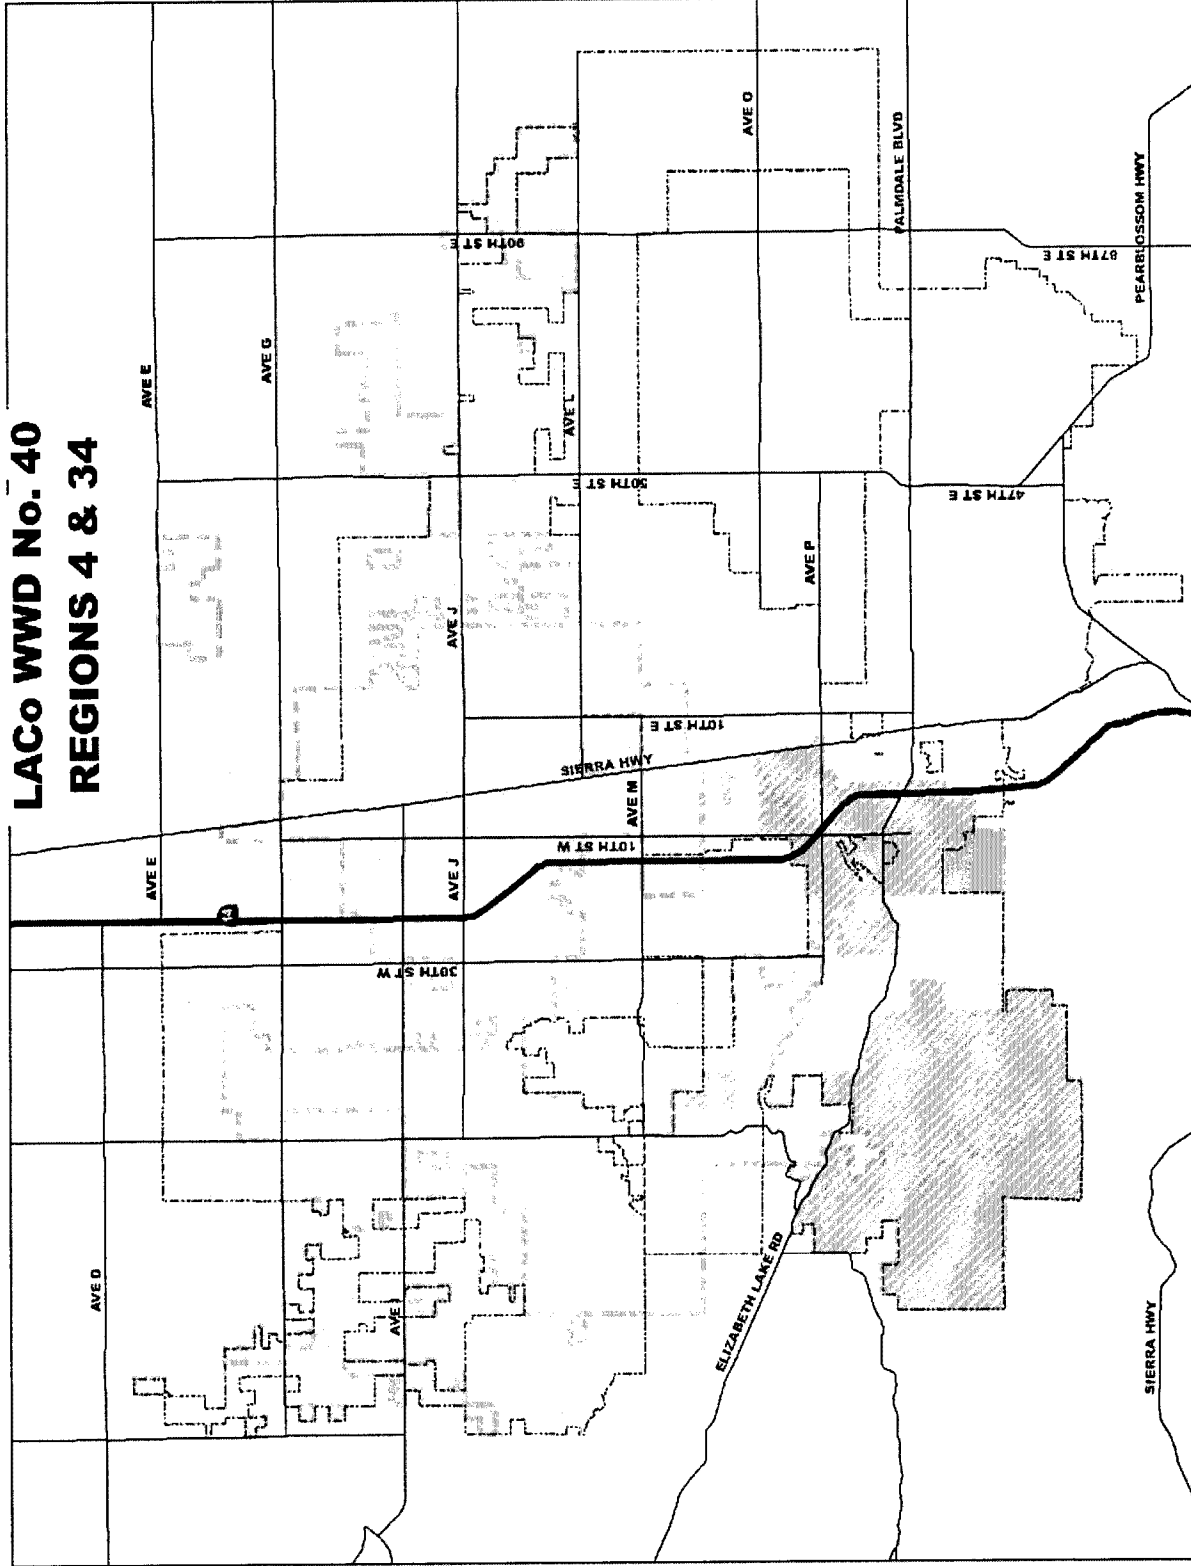 LACo WWD No. 40
REGIONS 4 & 34
AVE E
AVE G
AVE O
PALMDALE BLVD
PEARBLOSSOM HWY
90TH ST E
87TH ST E
AVE L
50TH ST E
47TH ST E
AVE J
AVE P
10TH ST E
SIERRA HWY
AVE M
10TH ST W
AVE E
AVE J
30TH ST W
AVE D
AVE I
ELIZABETH LAKE RD
SIERRA HWY